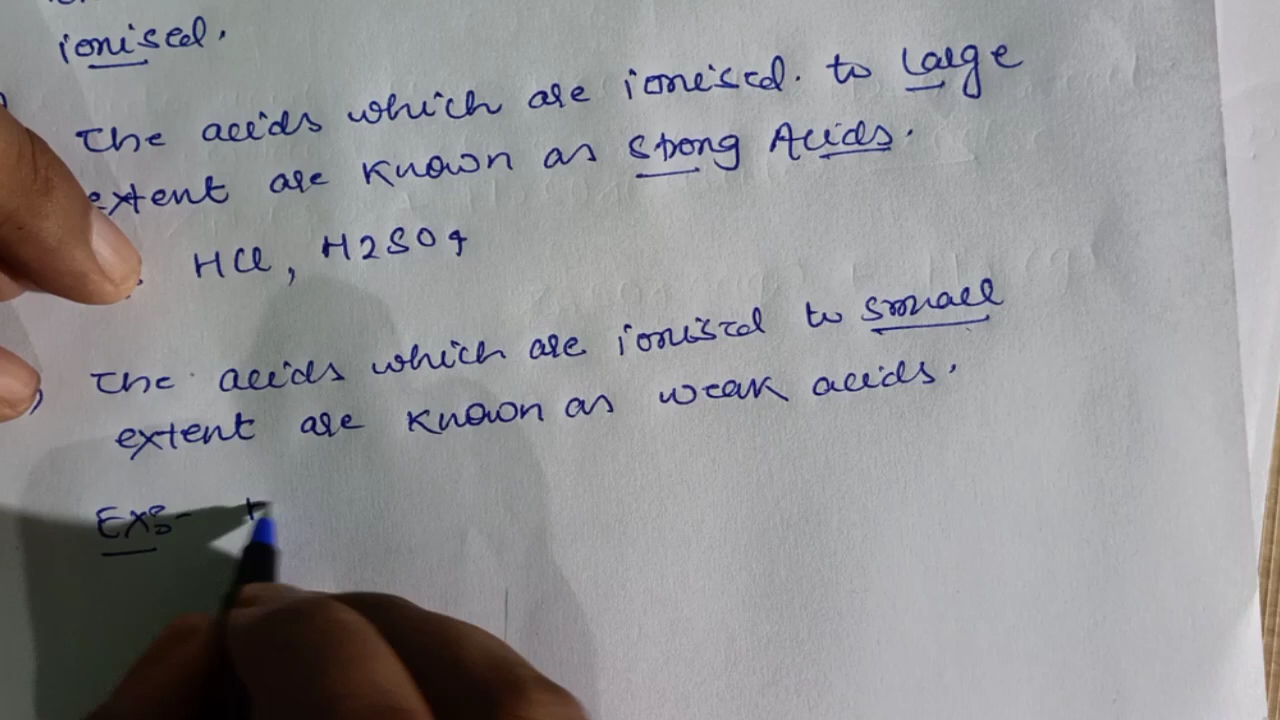 ionised.
The acids which are ionised. to Large
extent are known as strong Acids.
HCl, H2SO4
The acids which are ionised to small
extent are known as weak acids.
Ex:-